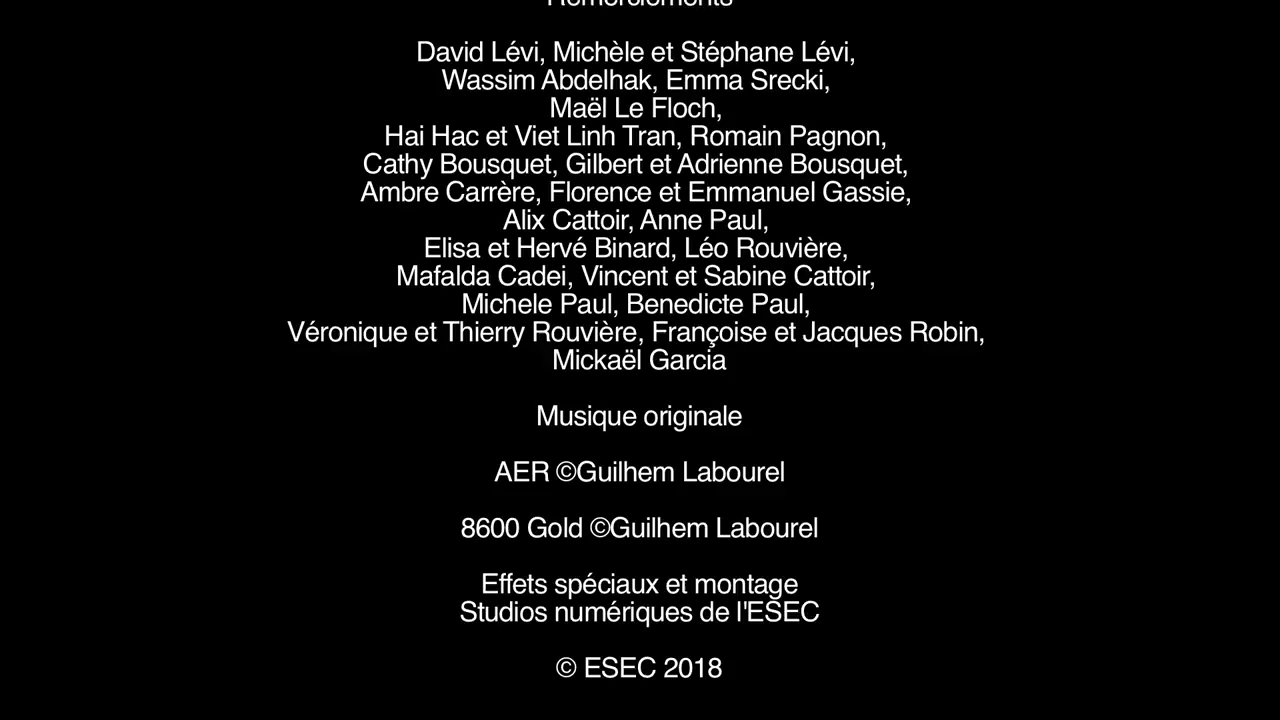 Remerciements
David Lévi, Michèle et Stéphane Lévi,
Wassim Abdelhak, Emma Srecki,
Maël Le Floch,
Hai Hac et Viet Linh Tran, Romain Pagnon,
Cathy Bousquet, Gilbert et Adrienne Bousquet,
Ambre Carrère, Florence et Emmanuel Gassie,
Alix Cattoir, Anne Paul,
Elisa et Hervé Binard, Léo Rouvière,
Mafalda Cadei, Vincent et Sabine Cattoir,
Michele Paul, Benedicte Paul,
Véronique et Thierry Rouvière, Françoise et Jacques Robin,
Mickaël Garcia
Musique originale
AER ©Guilhem Labourel
8600 Gold ©Guilhem Labourel
Effets spéciaux et montage
Studios numériques de l'ESEC
© ESEC 2018